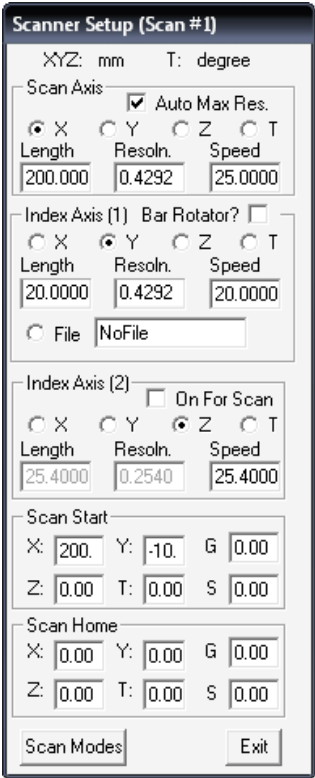 Scanner Setup (Scan #1)
XYZ: mm T: degree
Scan Axis
Auto Max Res.
X Y Z T
Length Resoln. Speed
200.000 0.4292 25.0000
Index Axis (1) Bar Rotator?
X Y Z T
Length Resoln. Speed
20.0000 0.4292 20.0000
File NoFile
Index Axis (2)
On For Scan
X Y Z T
Length Resoln. Speed
25.4000 0.2540 25.4000
Scan Start
X: 200. Y: -10. G 0.00
Z: 0.00 T: 0.00 S 0.00
Scan Home
X: 0.00 Y: 0.00 G 0.00
Z: 0.00 T: 0.00 S 0.00
Scan Modes Exit